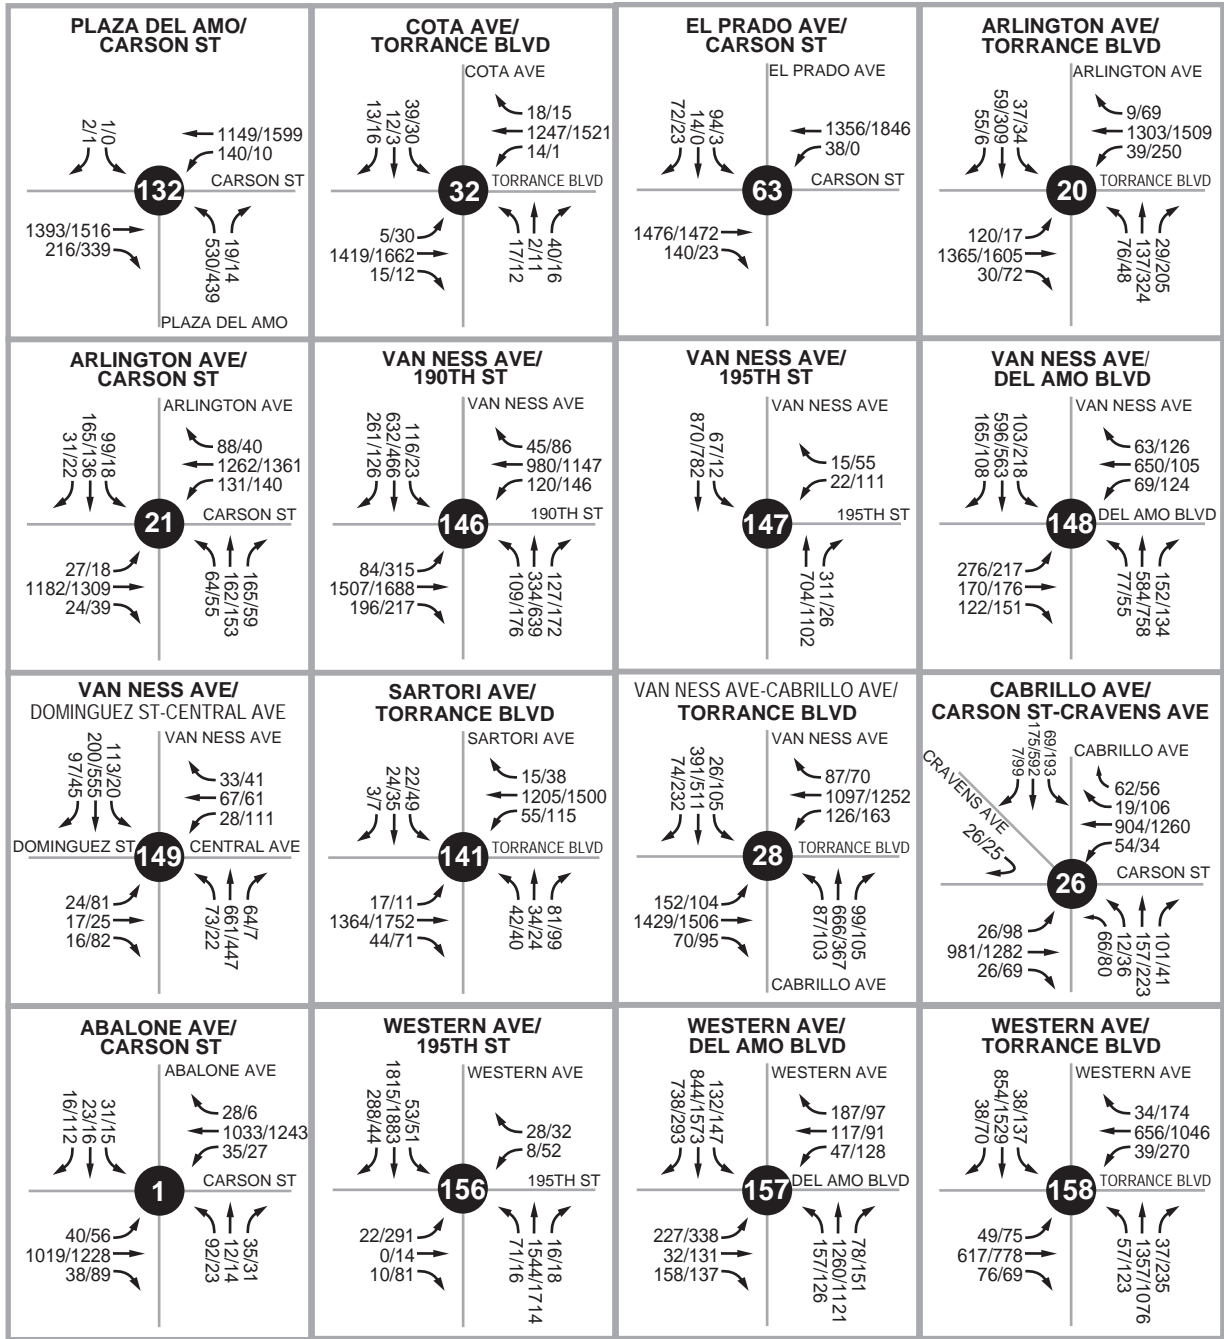 PLAZA DEL AMO/
CARSON ST
2/1
1/0
1149/1599
140/10
132
CARSON ST
1393/1516
216/339
530/439
19/14
PLAZA DEL AMO
COTA AVE/
TORRANCE BLVD
COTA AVE
13/16
12/3
39/30
18/15
1247/1521
14/1
32
TORRANCE BLVD
5/30
1419/1662
15/12
17/12
2/11
40/16
EL PRADO AVE/
CARSON ST
EL PRADO AVE
72/23
14/0
94/3
1356/1846
38/0
63
CARSON ST
1476/1472
140/23
ARLINGTON AVE/
TORRANCE BLVD
ARLINGTON AVE
55/6
59/309
37/34
9/69
1303/1509
39/250
20
TORRANCE BLVD
120/17
1365/1605
30/72
76/48
137/324
29/205
ARLINGTON AVE/
CARSON ST
ARLINGTON AVE
31/22
165/136
99/18
88/40
1262/1361
131/140
21
CARSON ST
27/18
1182/1309
24/39
64/55
162/153
165/59
VAN NESS AVE/
190TH ST
VAN NESS AVE
261/126
632/466
116/23
45/86
980/1147
120/146
146
190TH ST
84/315
1507/1688
196/217
109/176
334/639
127/172
VAN NESS AVE/
195TH ST
VAN NESS AVE
870/782
67/12
15/55
22/111
147
195TH ST
704/1102
311/26
VAN NESS AVE/
DEL AMO BLVD
VAN NESS AVE
165/108
596/563
103/218
63/126
650/105
69/124
148
DEL AMO BLVD
276/217
170/176
122/151
77/55
584/758
152/134
VAN NESS AVE/
DOMINGUEZ ST-CENTRAL AVE
VAN NESS AVE
97/45
200/555
113/20
33/41
67/61
28/111
DOMINGUEZ ST
149
CENTRAL AVE
24/81
17/25
16/82
73/22
661/447
64/7
SARTORI AVE/
TORRANCE BLVD
SARTORI AVE
3/7
24/35
22/49
15/38
1205/1500
55/115
141
TORRANCE BLVD
17/11
1364/1752
44/71
42/40
34/24
81/99
VAN NESS AVE-CABRILLO AVE/
TORRANCE BLVD
VAN NESS AVE
74/232
391/511
26/105
87/70
1097/1252
126/163
28
TORRANCE BLVD
152/104
1429/1506
70/95
87/103
666/367
99/105
CABRILLO AVE
CABRILLO AVE/
CARSON ST-CRAVENS AVE
CABRILLO AVE
CRAVENS AVE
7/99
175/592
69/193
62/56
19/106
904/1260
54/34
26/25
26
CARSON ST
26/98
981/1282
26/69
66/80
12/36
157/223
101/41
ABALONE AVE/
CARSON ST
ABALONE AVE
16/112
23/16
31/15
28/6
1033/1243
35/27
1
CARSON ST
40/56
1019/1228
38/89
92/23
12/14
35/31
WESTERN AVE/
195TH ST
WESTERN AVE
288/44
1815/1883
53/51
28/32
8/52
156
195TH ST
22/291
0/14
10/81
71/16
1544/1714
16/18
WESTERN AVE/
DEL AMO BLVD
WESTERN AVE
738/293
844/1573
132/147
187/97
117/91
47/128
157
DEL AMO BLVD
227/338
32/131
158/137
157/126
1260/1121
78/151
WESTERN AVE/
TORRANCE BLVD
WESTERN AVE
38/70
854/1529
38/137
34/174
656/1046
39/270
158
TORRANCE BLVD
49/75
617/778
76/69
57/123
1357/1076
37/235